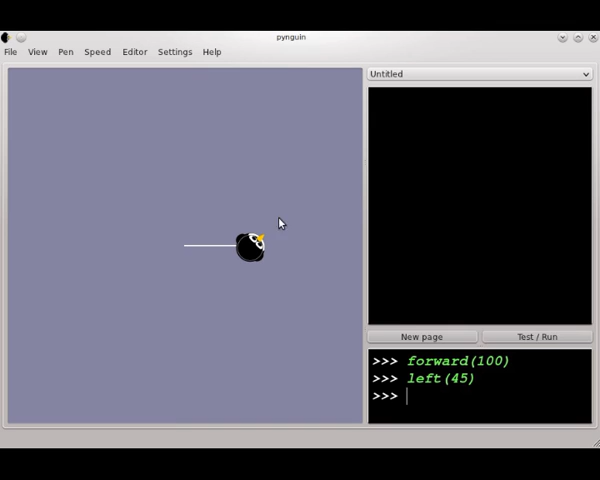 pynguin
File View Pen Speed Editor Settings Help
Untitled
New page Test / Run
>>> forward(100)
>>> left(45)
>>>